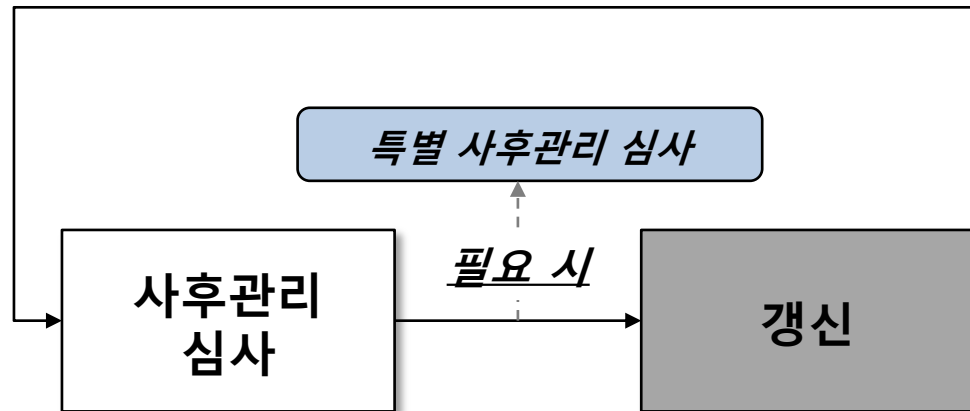 특별 사후관리 심사
필요 시
사후관리
심사
갱신